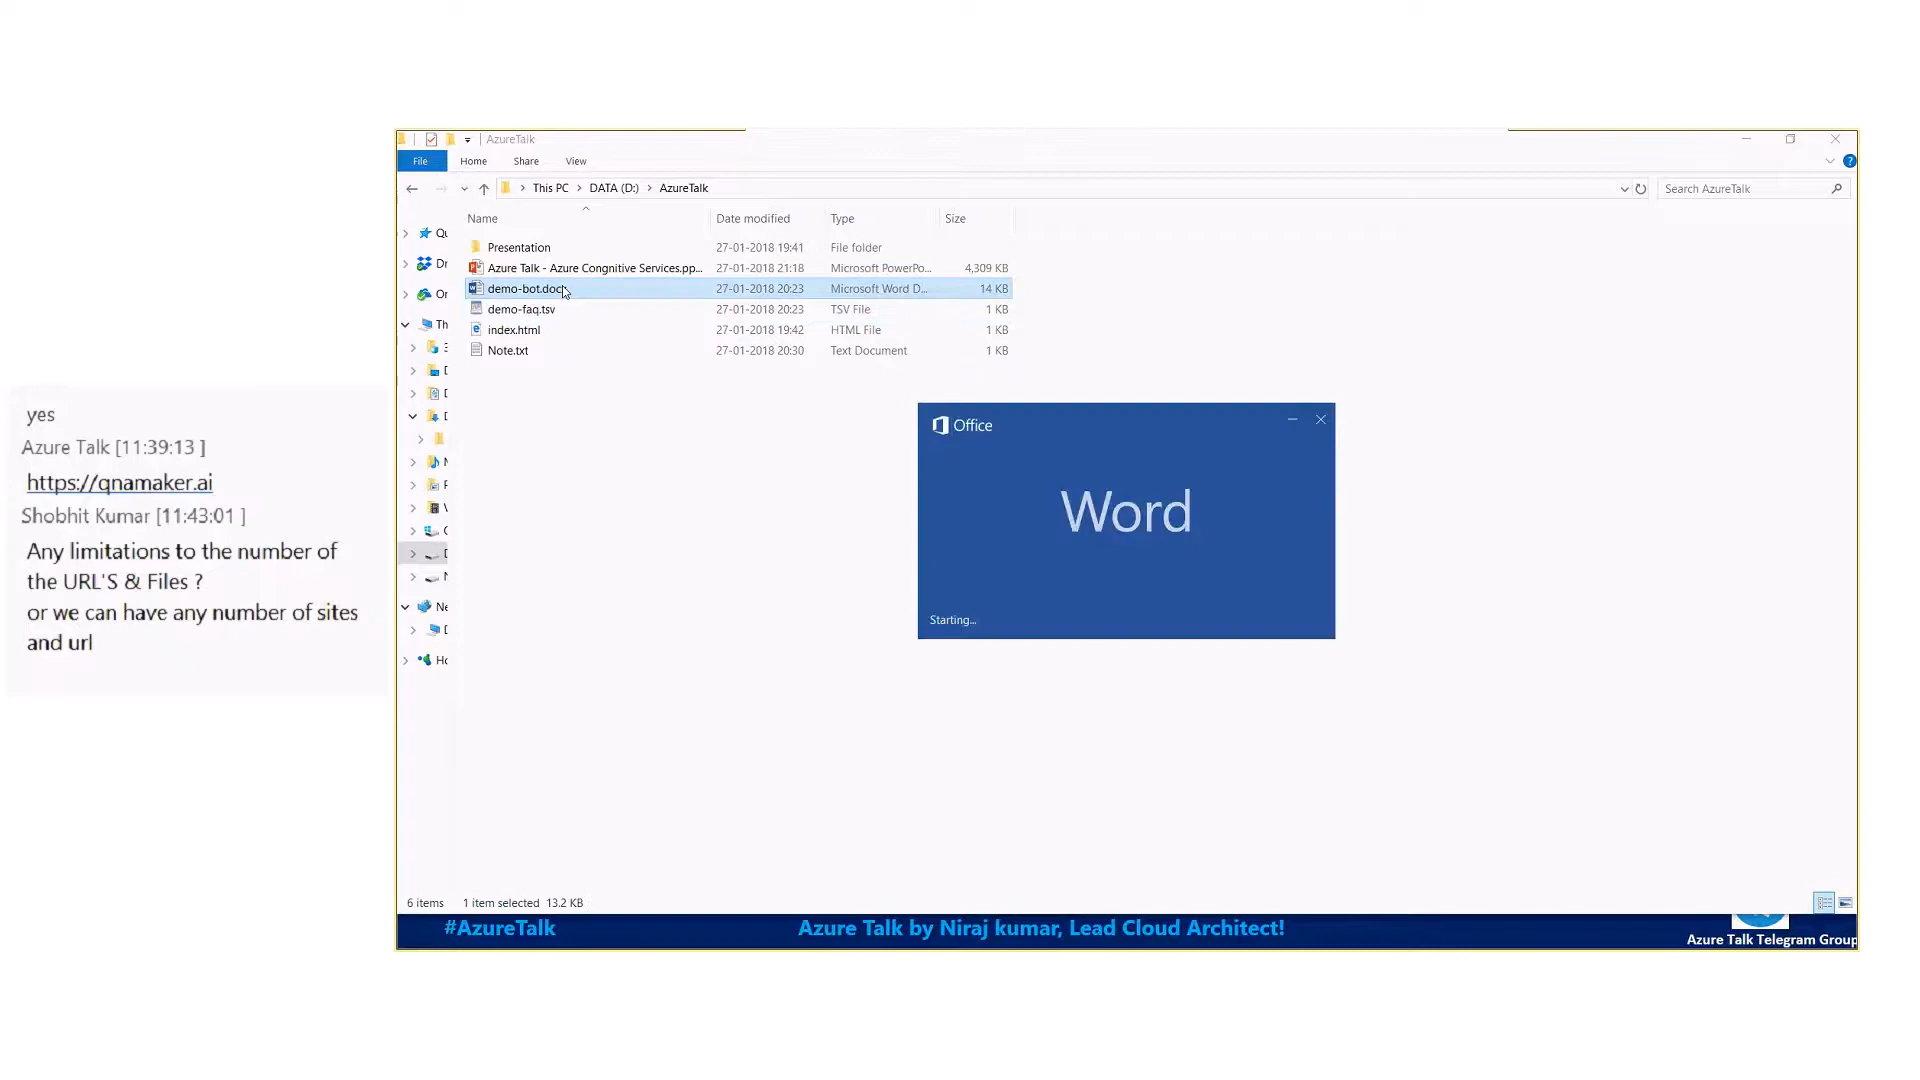 yes
Azure Talk [11:39:13 ]
https://qnamaker.ai
Shobhit Kumar [11:43:01 ]
Any limitations to the number of
the URL'S & Files ?
or we can have any number of sites
and url
AzureTalk
File Home Share View
This PC DATA (D:) AzureTalk
Search AzureTalk
Name Date modified Type Size
Presentation 27-01-2018 19:41 File folder
Azure Talk - Azure Congnitive Services.pp... 27-01-2018 21:18 Microsoft PowerPo... 4,309 KB
demo-bot.doc 27-01-2018 20:23 Microsoft Word D... 14 KB
demo-faq.tsv 27-01-2018 20:23 TSV File 1 KB
index.html 27-01-2018 19:42 HTML File 1 KB
Note.txt 27-01-2018 20:30 Text Document 1 KB
Qu
Dr
Or
Th
Ne
Ho
Office
Word
Starting...
6 items 1 item selected 13.2 KB
#AzureTalk
Azure Talk by Niraj kumar, Lead Cloud Architect!
Azure Talk Telegram Group